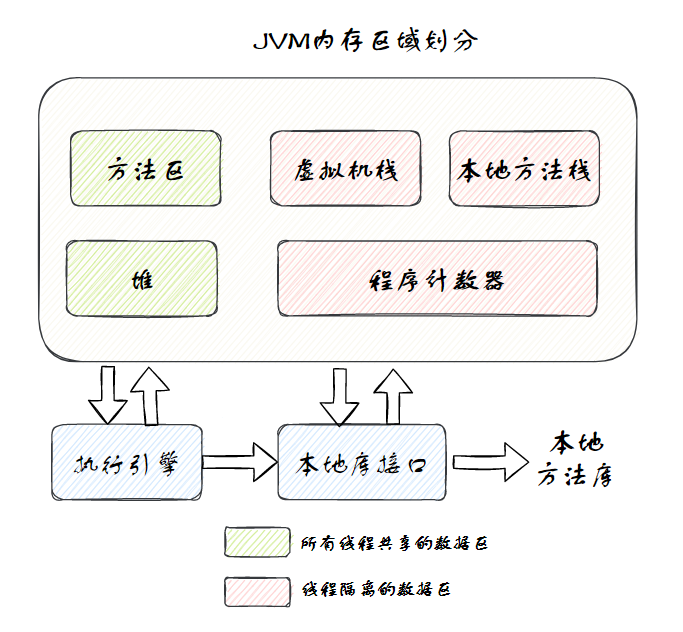 JVM内存区域划分
方法区
虚拟机栈
本地方法栈
堆
程序计数器
执行引擎
本地库接口
本地
方法库
所有线程共享的数据区
线程隔离的数据区